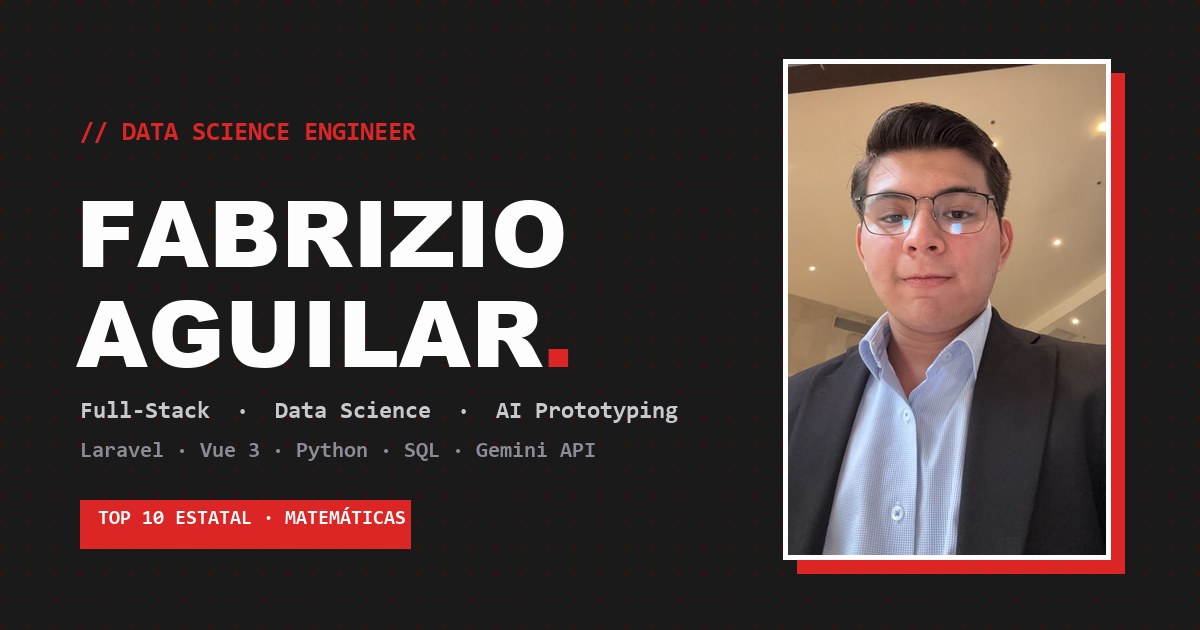 // DATA SCIENCE ENGINEER
FABRIZIO
AGUILAR.
Full-Stack · Data Science · AI Prototyping
Laravel · Vue 3 · Python · SQL · Gemini API
TOP 10 ESTATAL · MATEMÁTICAS